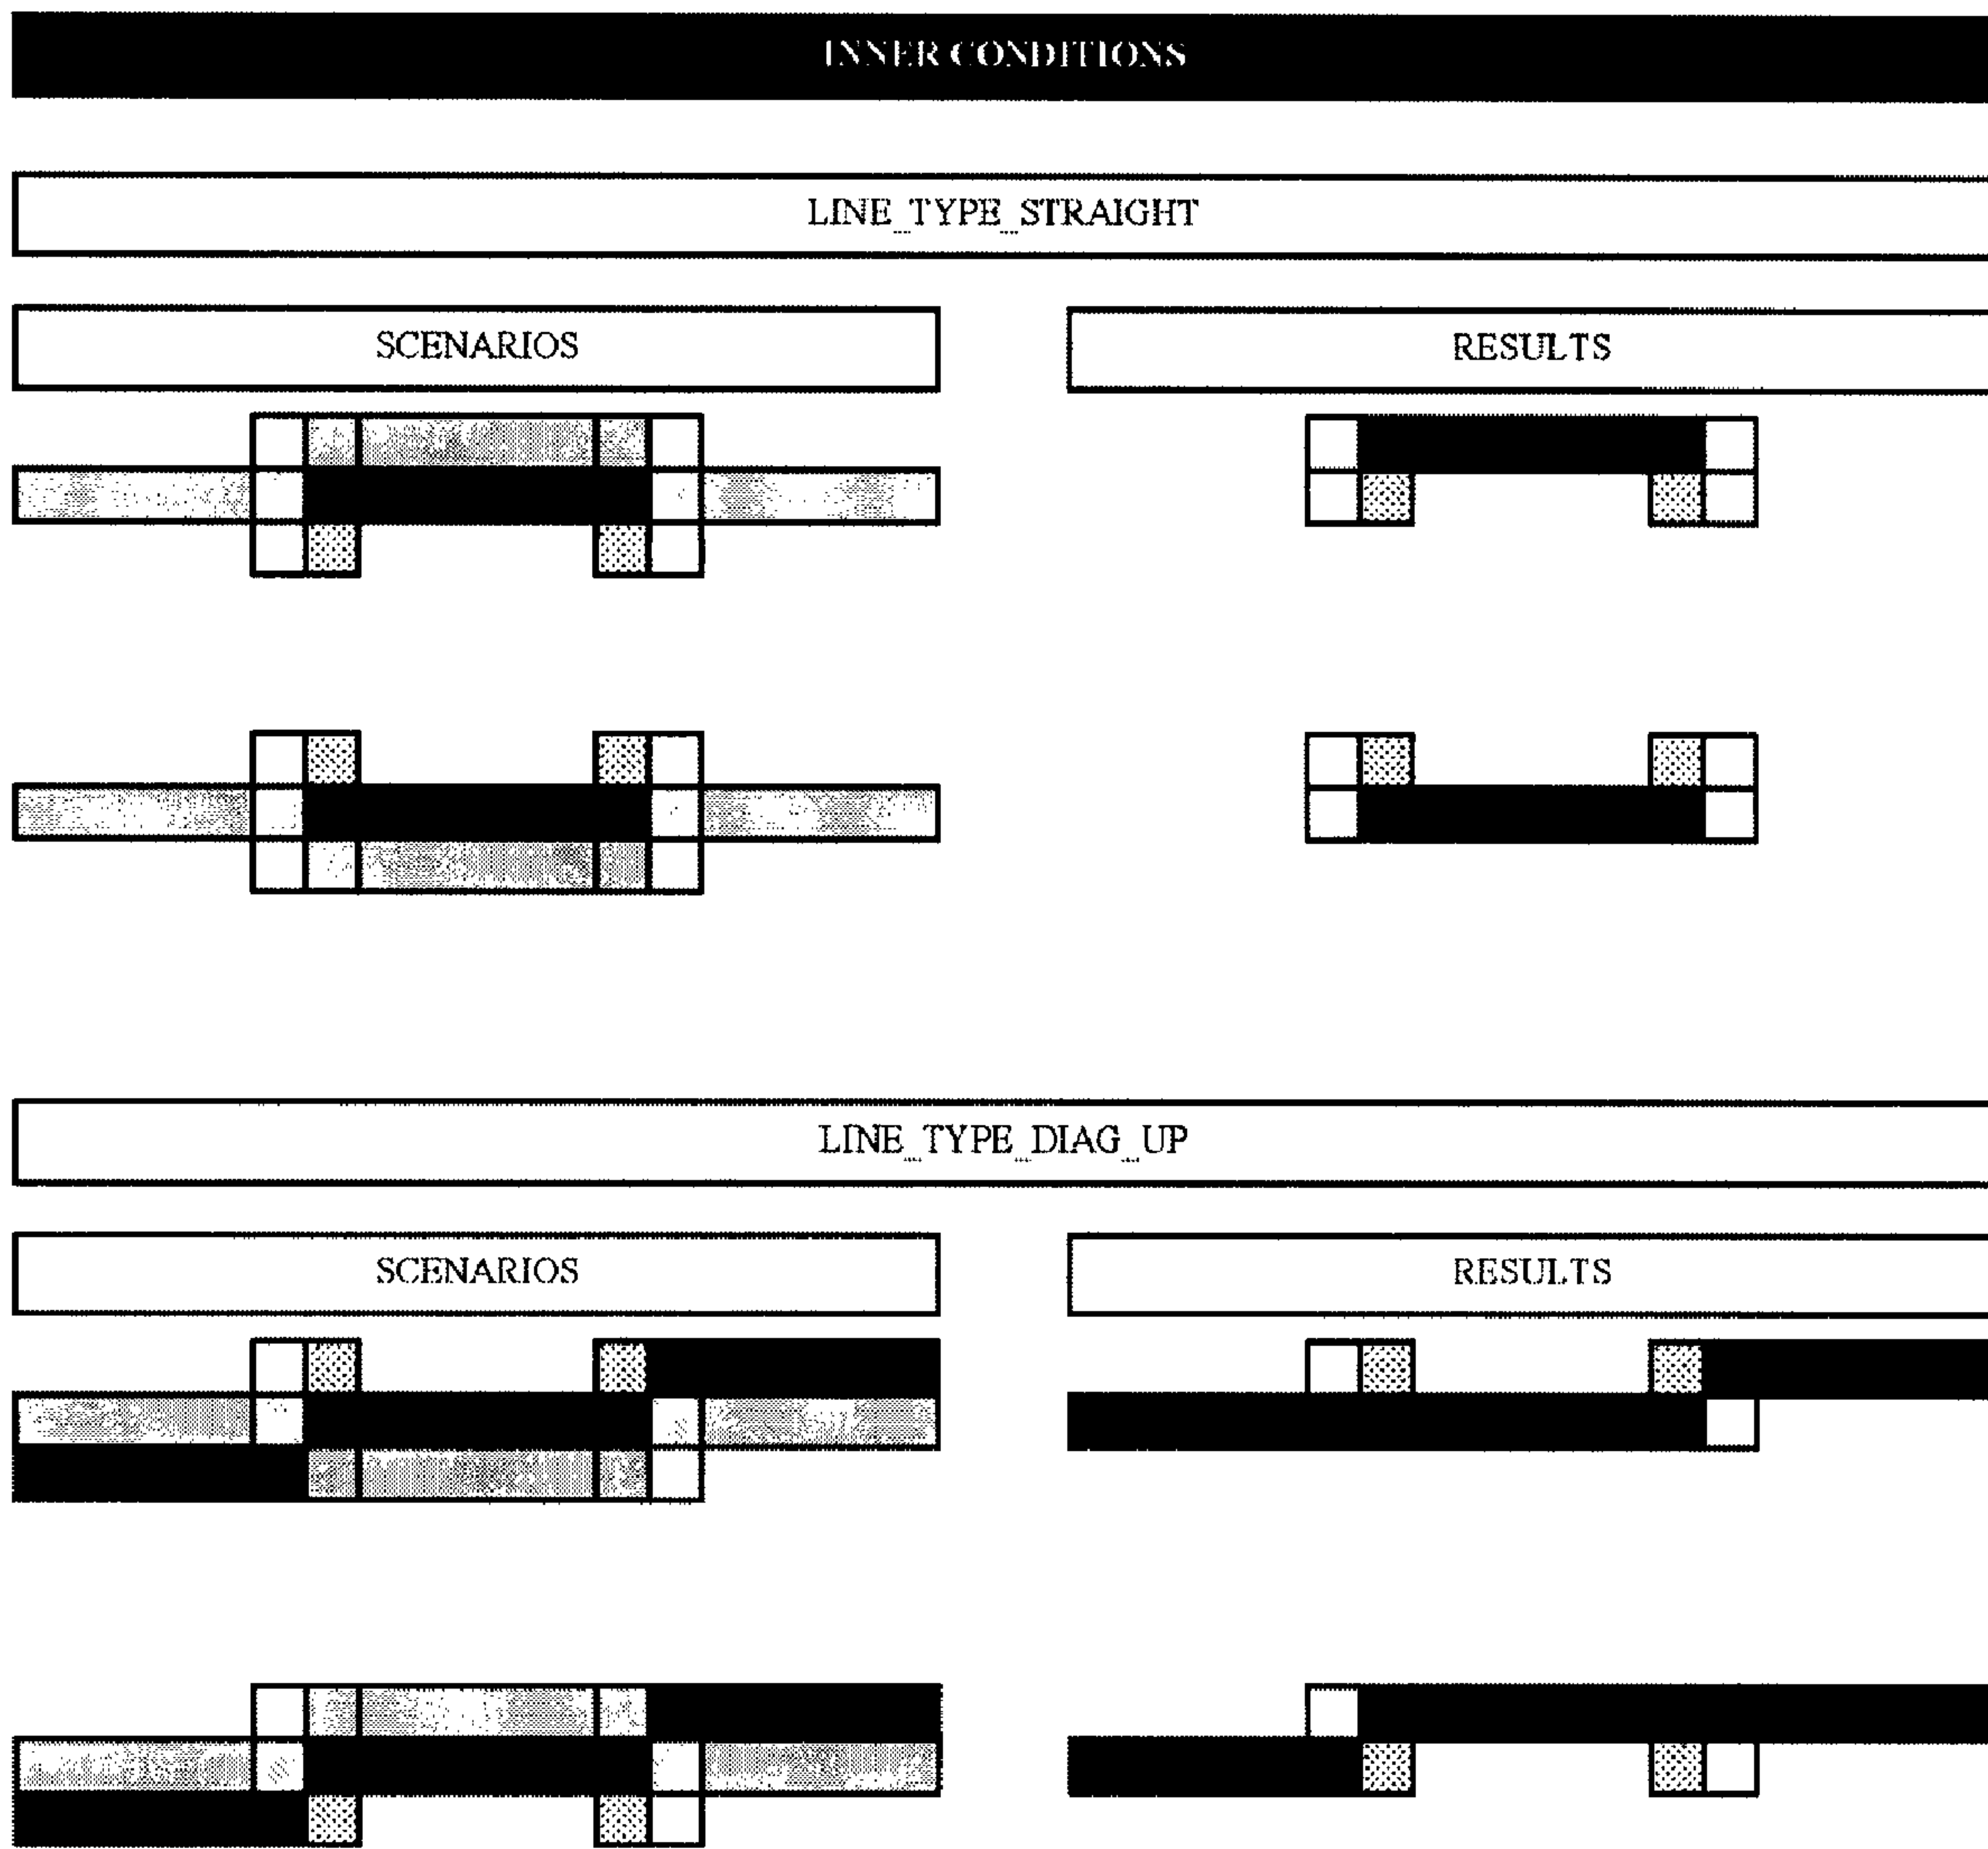 INNER CONDITIONS
LINE_TYPE_STRAIGHT
SCENARIOS
RESULTS
LINE_TYPE_DIAG_UP
SCENARIOS
RESULTS